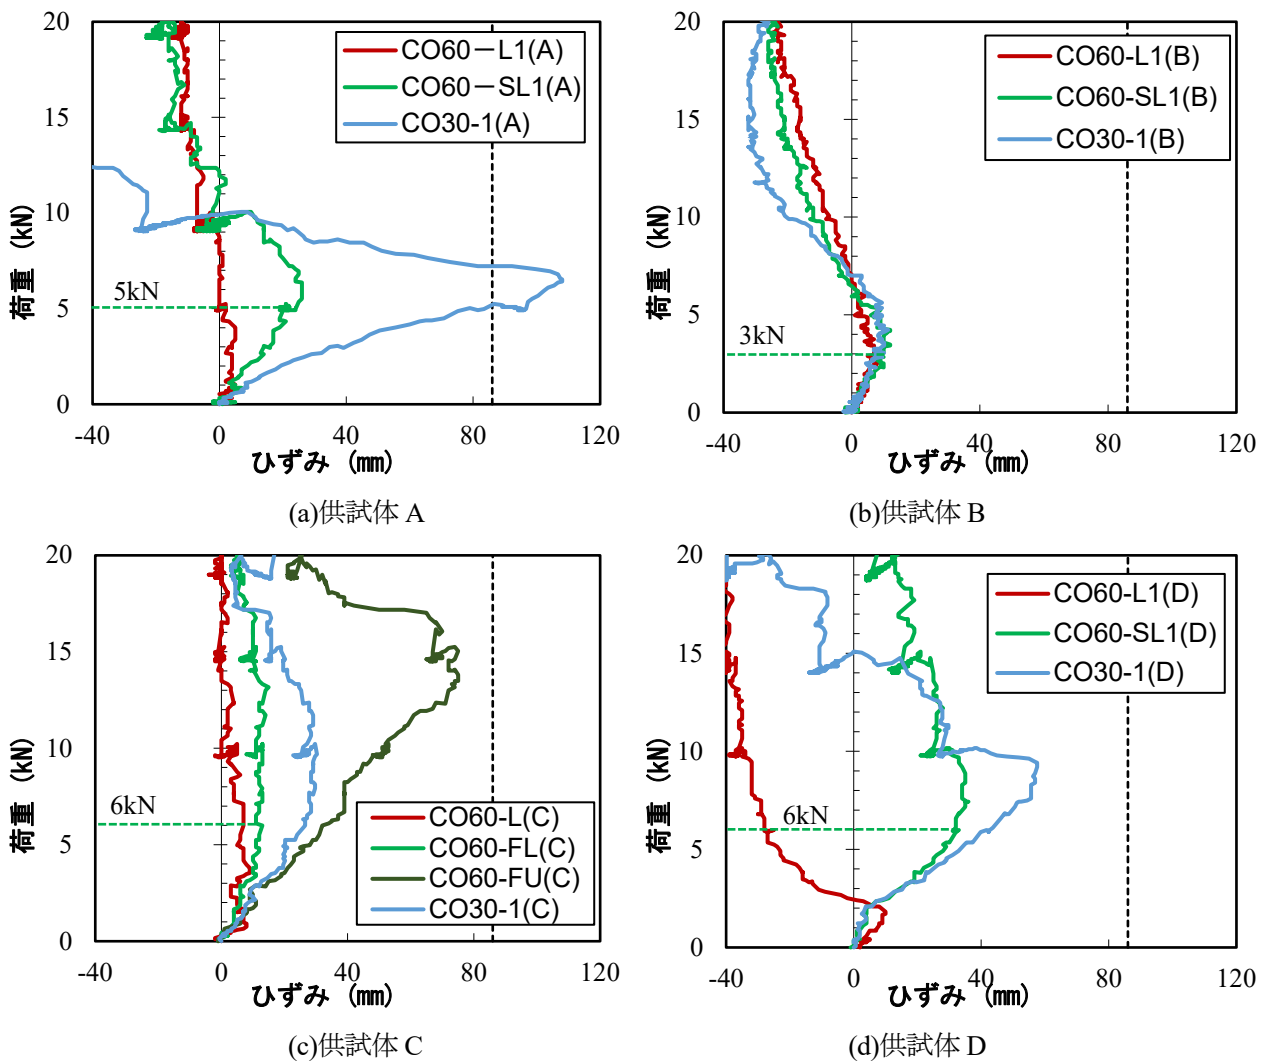 20
15
10
5
0
荷重 (kN)
CO60－L1(A)
CO60－SL1(A)
CO30-1(A)
5kN
-40 0 40 80 120
ひずみ (㎜)
(a)供試体 A
20
15
10
5
0
荷重 (kN)
CO60-L1(B)
CO60-SL1(B)
CO30-1(B)
3kN
-40 0 40 80 120
ひずみ (㎜)
(b)供試体 B
20
15
10
5
0
荷重 (kN)
6kN
CO60-L(C)
CO60-FL(C)
CO60-FU(C)
CO30-1(C)
-40 0 40 80 120
ひずみ (㎜)
(c)供試体 C
20
15
10
5
0
荷重 (kN)
CO60-L1(D)
CO60-SL1(D)
CO30-1(D)
6kN
-40 0 40 80 120
ひずみ (㎜)
(d)供試体 D